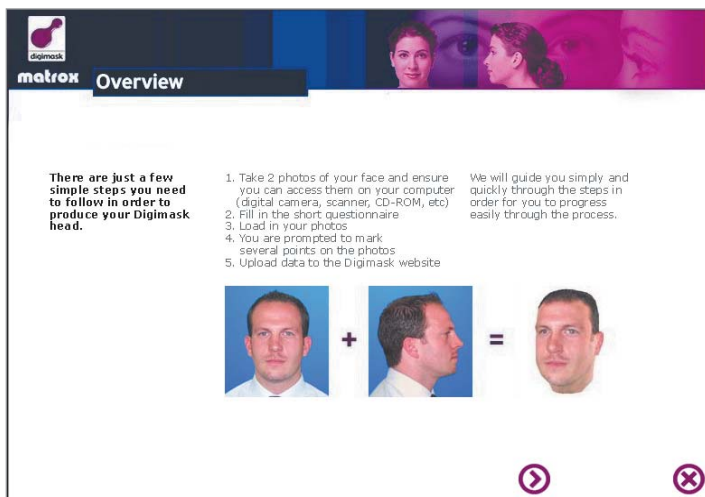 digimask
matrox
Overview
There are just a few
simple steps you need
to follow in order to
produce your Digimask
head.
1. Take 2 photos of your face and ensure
you can access them on your computer
(digital camera, scanner, CD-ROM, etc)
2. Fill in the short questionnaire
3. Load in your photos
4. You are prompted to mark
several points on the photos
5. Upload data to the Digimask website
We will guide you simply and
quickly through the steps in
order for you to progress
easily through the process.
+
=